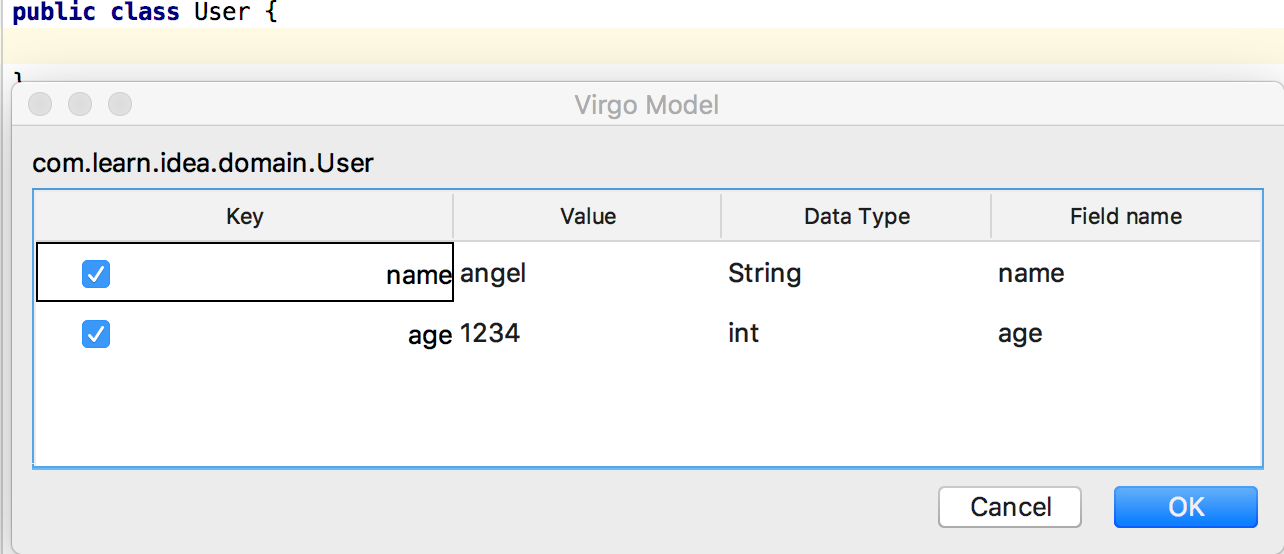 public class User {
}
Virgo Model
com.learn.idea.domain.User
Key Value Data Type Field name
name angel String name
age 1234 int age
Cancel OK